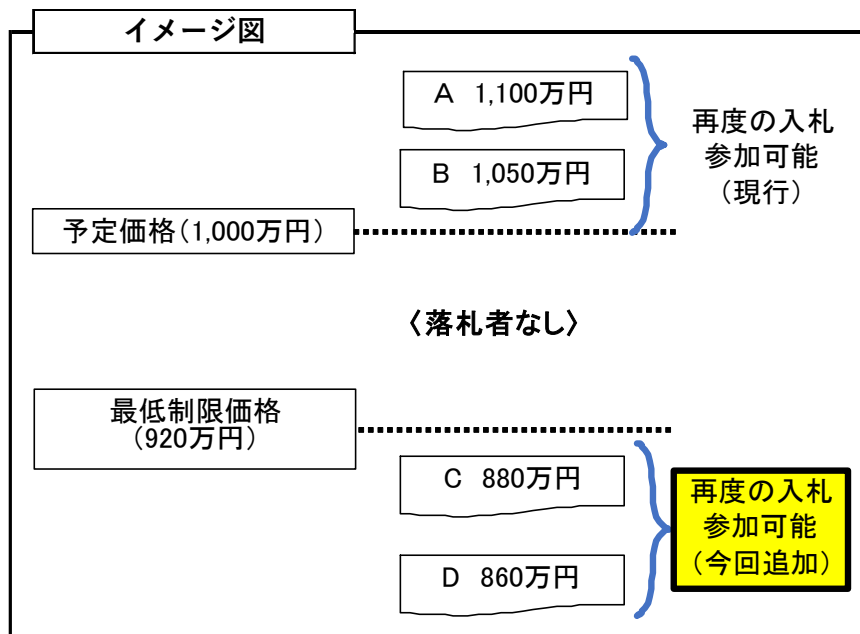 イメージ図
A 1,100万円
B 1,050万円
再度の入札
参加可能
（現行）
予定価格（1,000万円）
〈落札者なし〉
最低制限価格
（920万円）
C 880万円
D 860万円
再度の入札
参加可能
（今回追加）